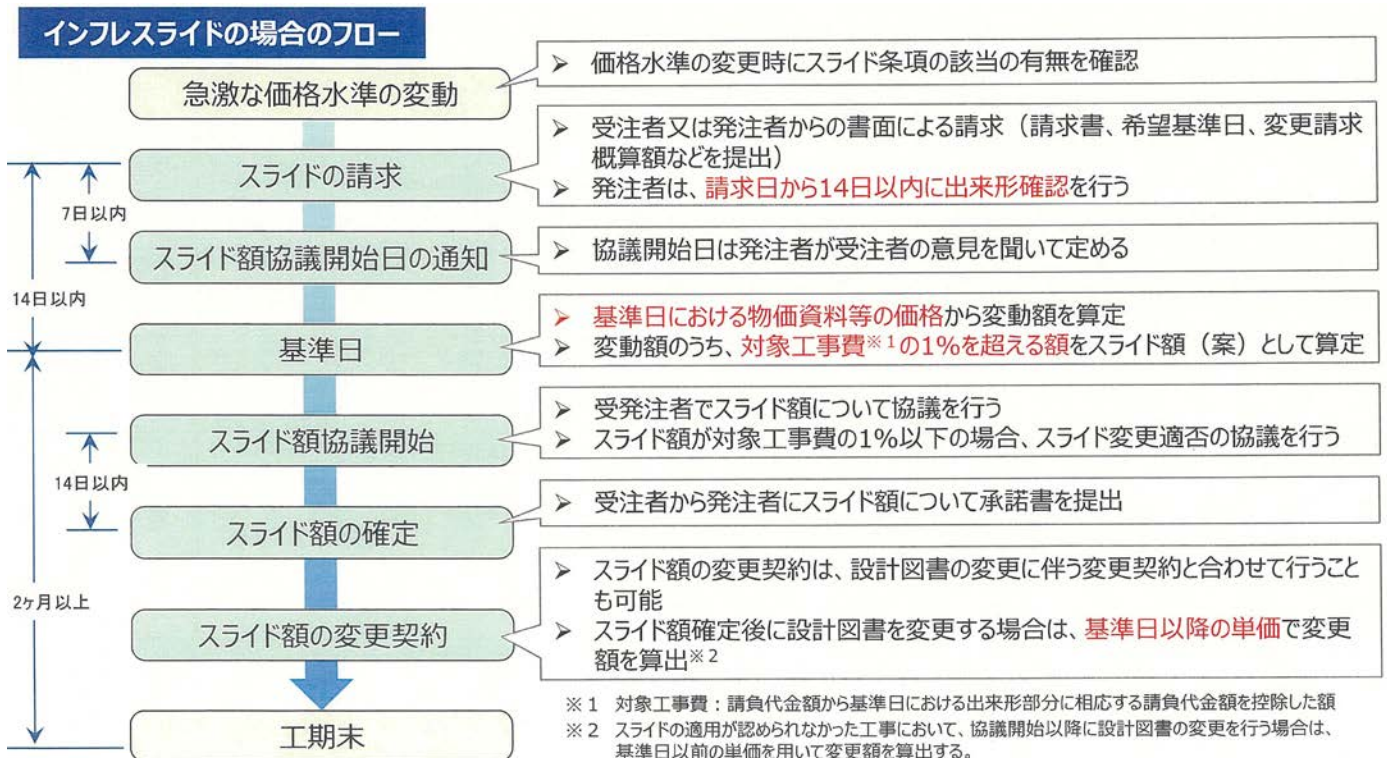 インフレスライドの場合のフロー
急激な価格水準の変動
➢ 価格水準の変更時にスライド条項の該当の有無を確認
スライドの請求
➢ 受注者又は発注者からの書面による請求（請求書、希望基準日、変更請求
概算額などを提出）
➢ 発注者は、請求日から14日以内に出来形確認を行う
7日以内
スライド額協議開始日の通知
➢ 協議開始日は発注者が受注者の意見を聞いて定める
14日以内
基準日
➢ 基準日における物価資料等の価格から変動額を算定
➢ 変動額のうち、対象工事費※1の1%を超える額をスライド額（案）として算定
スライド額協議開始
➢ 受発注者でスライド額について協議を行う
➢ スライド額が対象工事費の1%以下の場合、スライド変更適否の協議を行う
14日以内
スライド額の確定
➢ 受注者から発注者にスライド額について承諾書を提出
2ヶ月以上
スライド額の変更契約
➢ スライド額の変更契約は、設計図書の変更に伴う変更契約と合わせて行うこと
も可能
➢ スライド額確定後に設計図書を変更する場合は、基準日以降の単価で変更
額を算出※2
工期末
※１ 対象工事費：請負代金額から基準日における出来形部分に相応する請負代金額を控除した額
※２ スライドの適用が認められなかった工事において、協議開始以降に設計図書の変更を行う場合は、
基準日以前の単価を用いて変更額を算出する。